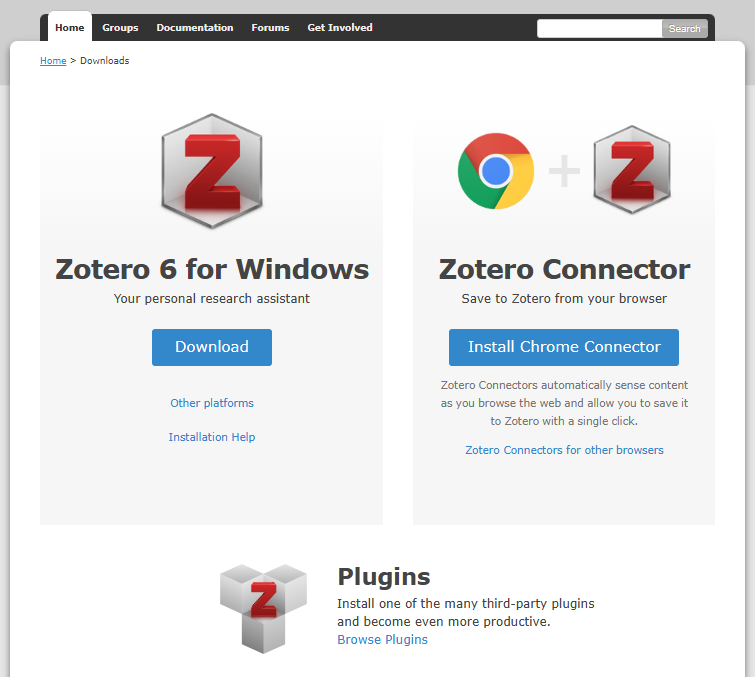 Home Groups Documentation Forums Get Involved Search
Home > Downloads
Zotero 6 for Windows
Your personal research assistant
Download
Other platforms
Installation Help
Zotero Connector
Save to Zotero from your browser
Install Chrome Connector
Zotero Connectors automatically sense content
as you browse the web and allow you to save it
to Zotero with a single click.
Zotero Connectors for other browsers
Plugins
Install one of the many third-party plugins
and become even more productive.
Browse Plugins